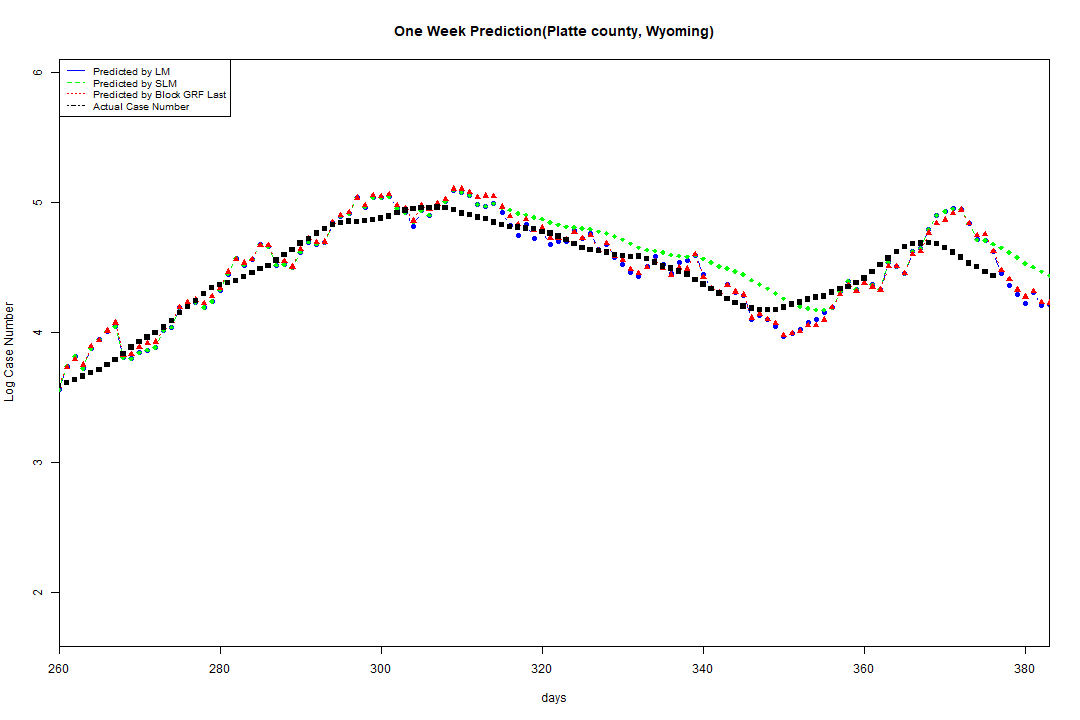 One Week Prediction(Platte county, Wyoming)
Predicted by LM
Predicted by SLM
Predicted by Block GRF Last
Actual Case Number
6
5
4
3
2
Log Case Number
260 280 300 320 340 360 380
days